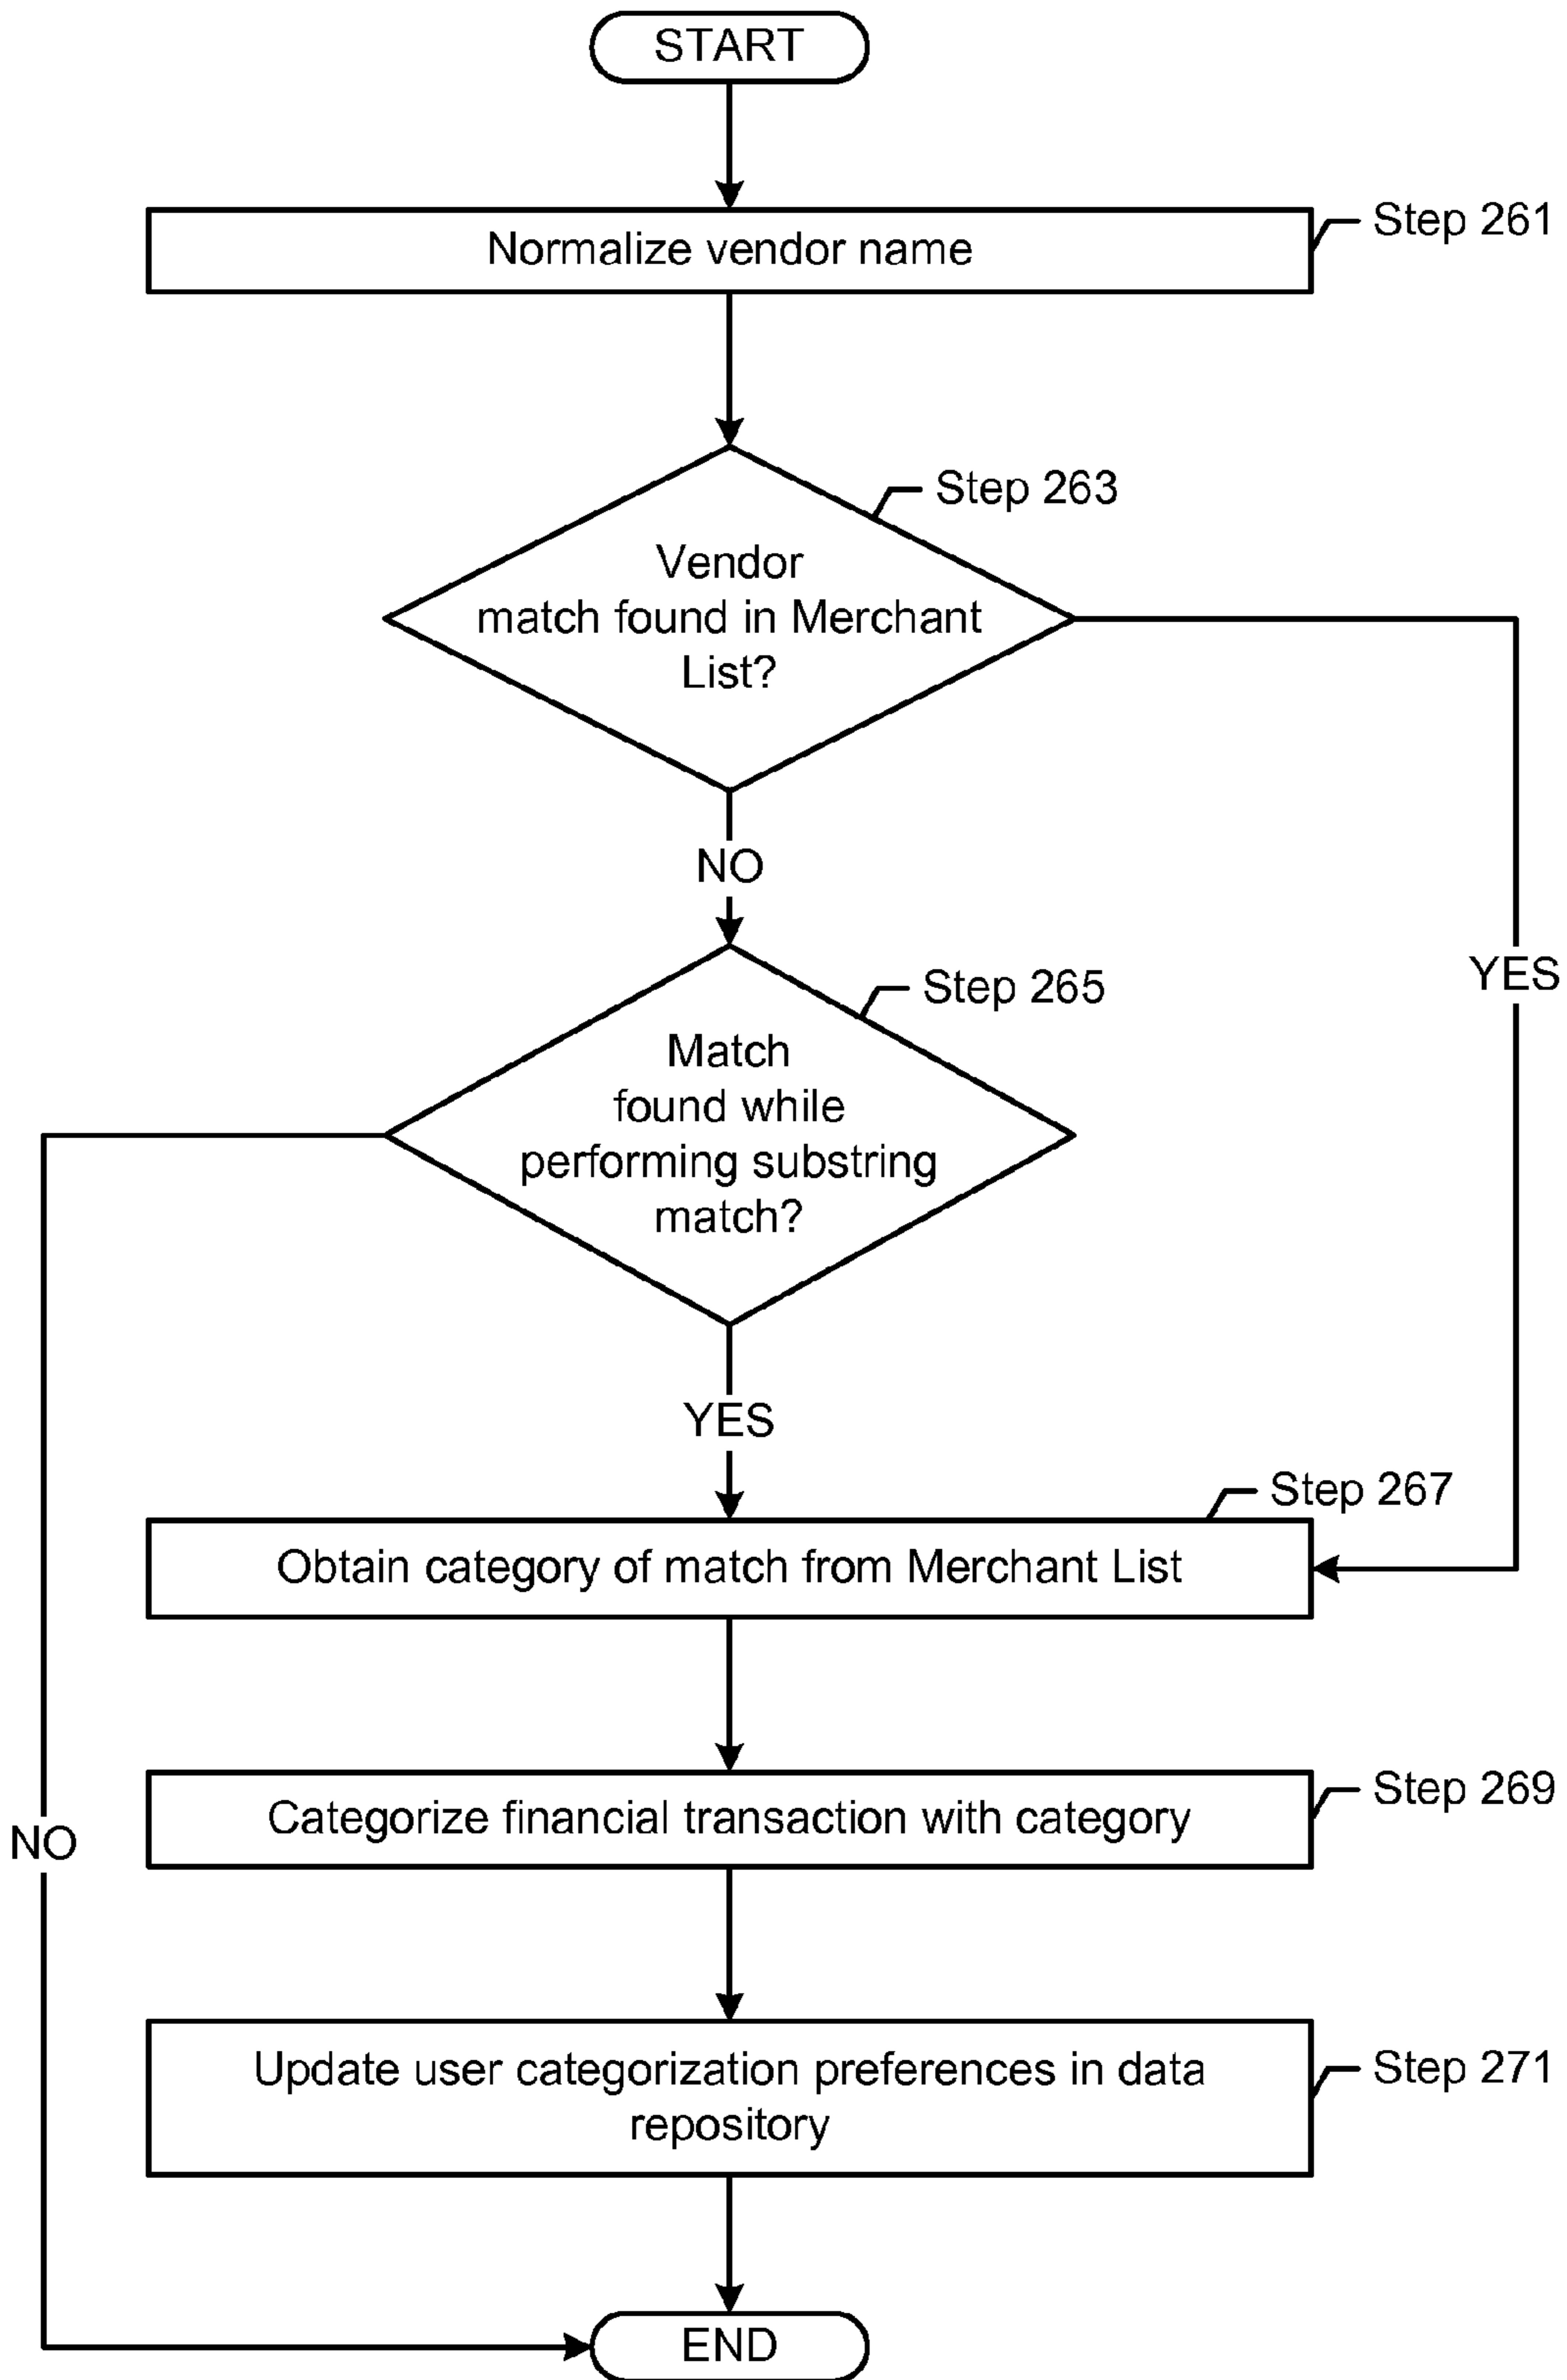 START
Normalize vendor name
Step 261
Step 263
Vendor
match found in Merchant
List?
NO
YES
Step 265
Match
found while
performing substring
match?
YES
Step 267
Obtain category of match from Merchant List
Categorize financial transaction with category
Step 269
NO
Update user categorization preferences in data
repository
Step 271
END